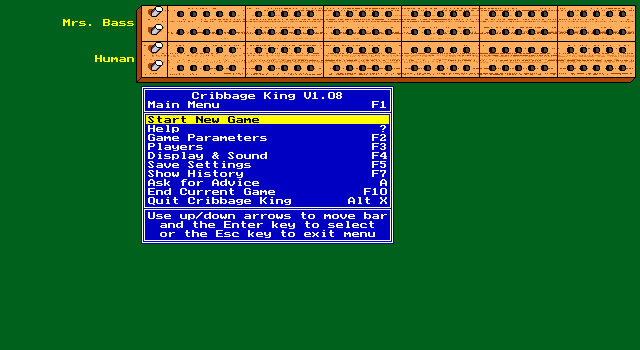 Mrs. Bass
Human
Cribbage King V1.08
Main Menu F1
Start New Game
Help ?
Game Parameters F2
Players F3
Display & Sound F4
Save Settings F5
Show History F7
Ask for Advice A
End Current Game F10
Quit Cribbage King Alt X
Use up/down arrows to move bar
and the Enter key to select
or the Esc key to exit menu